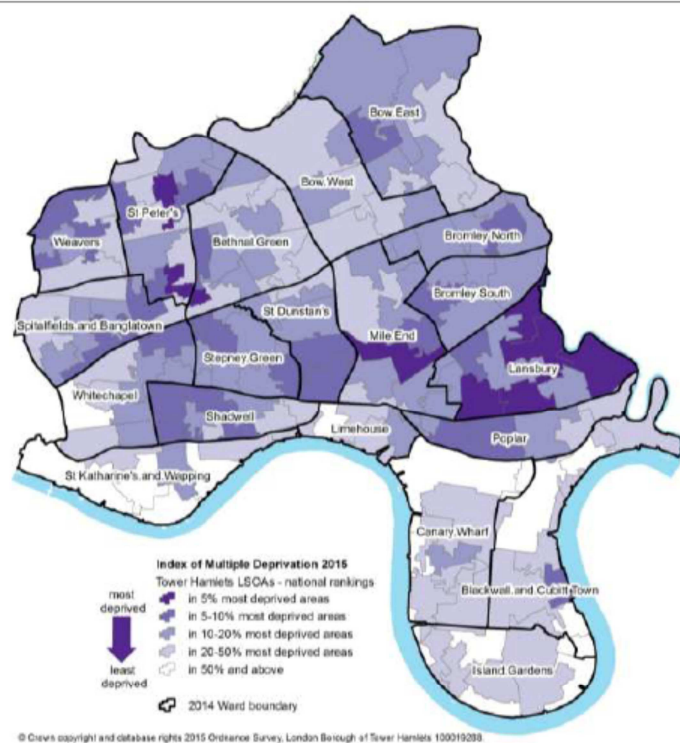 Bow East
Bow West
St Peter's
Weavers
Bethnal Green
Bromley North
Bromley South
Spitalfields and Banglatown
St Dunstan's
Mile End
Stepney Green
Lansbury
Whitechapel
Shadwell
Limehouse
Poplar
St Katharine's and Wapping
Canary Wharf
Blackwall and Cubitt Town
Island Gardens
Index of Multiple Deprivation 2015
Tower Hamlets LSOAs - national rankings
most
deprived
least
deprived
in 5% most deprived areas
in 5-10% most deprived areas
in 10-20% most deprived areas
in 20-50% most deprived areas
in 50% and above
2014 Ward boundary
© Crown copyright and database rights 2015 Ordnance Survey, London Borough of Tower Hamlets 100019288.